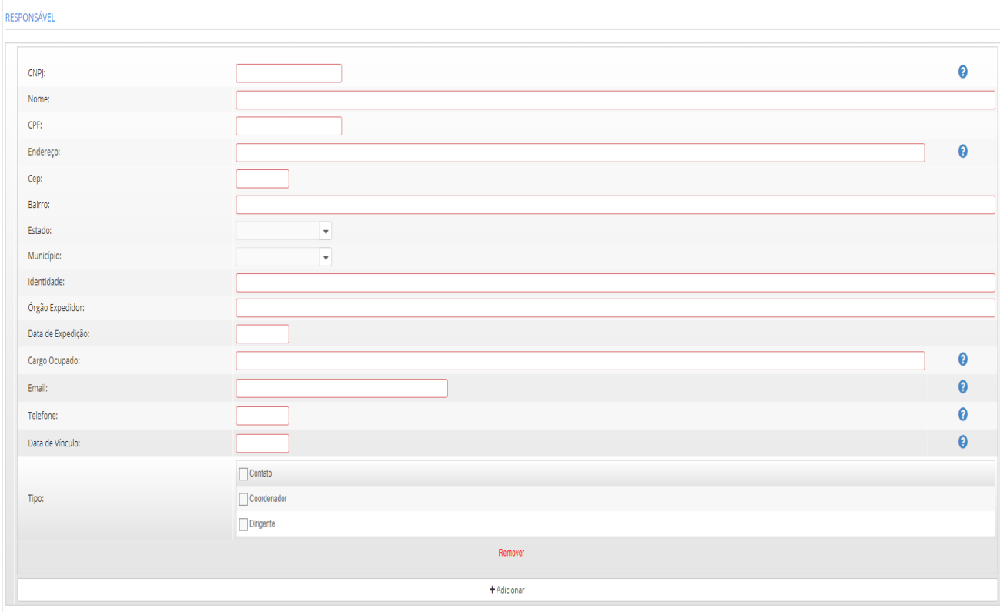 RESPONSÁVEL
CNPJ:
Nome:
CPF:
Endereço:
Cep:
Bairro:
Estado:
Município:
Identidade:
Órgão Expedidor:
Data de Expedição:
Cargo Ocupado:
Email:
Telefone:
Data de Vínculo:
Contato
Tipo:
Coordenador
Dirigente
Remover
+ Adicionar